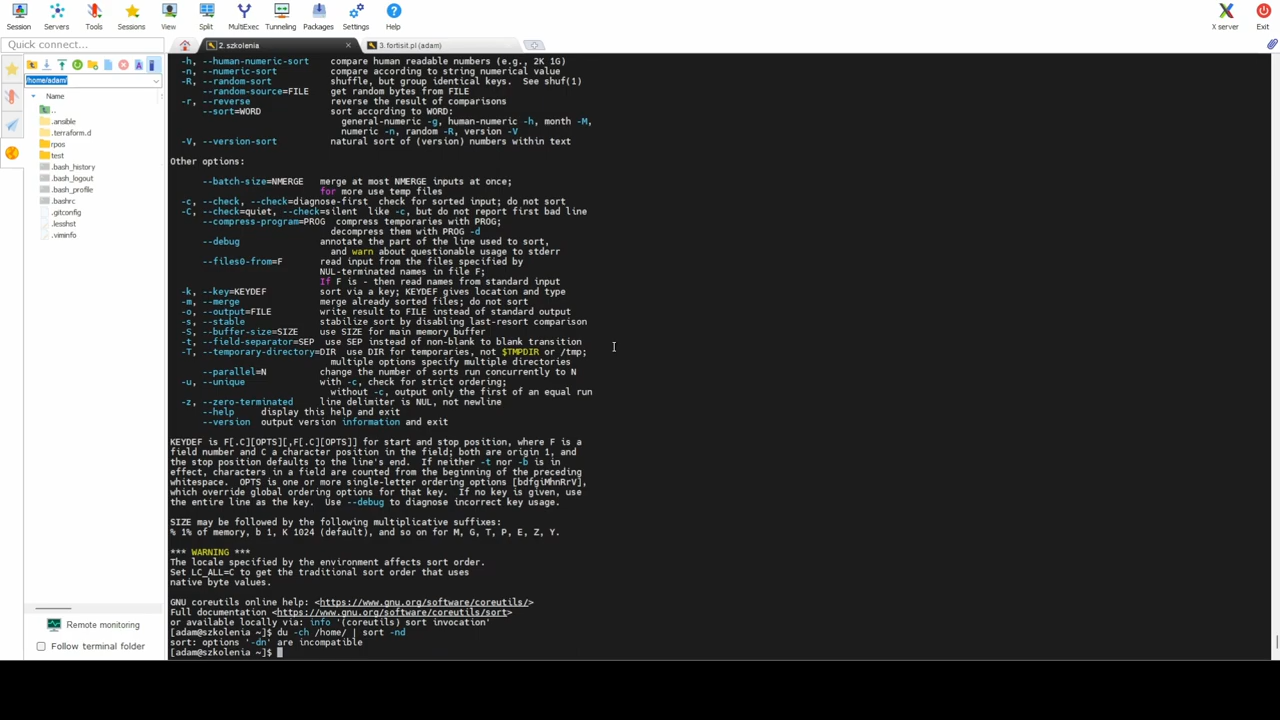 Session Servers Tools Sessions View Split MultiExec Tunneling Packages Settings Help X server Exit
Quick connect...
2. szkolenia
3. fortisit.pl (adam)
/home/adam/
Name
..
.ansible
.terraform.d
rpos
test
.bash_history
.bash_logout
.bash_profile
.bashrc
.gitconfig
.lesshst
.viminfo
Remote monitoring
Follow terminal folder
-h, --human-numeric-sort    compare human readable numbers (e.g., 2K 1G)
-n, --numeric-sort          compare according to string numerical value
-R, --random-sort           shuffle, but group identical keys.  See shuf(1)
--random-source=FILE    get random bytes from FILE
-r, --reverse               reverse the result of comparisons
--sort=WORD             sort according to WORD:
general-numeric -g, human-numeric -h, month -M,
numeric -n, random -R, version -V
-V, --version-sort          natural sort of (version) numbers within text
Other options:
--batch-size=NMERGE   merge at most NMERGE inputs at once;
for more use temp files
-c, --check, --check=diagnose-first  check for sorted input; do not sort
-C, --check=quiet, --check=silent  like -c, but do not report first bad line
--compress-program=PROG  compress temporaries with PROG;
decompress them with PROG -d
--debug               annotate the part of the line used to sort,
and warn about questionable usage to stderr
--files0-from=F       read input from the files specified by
NUL-terminated names in file F;
If F is - then read names from standard input
-k, --key=KEYDEF          sort via a key; KEYDEF gives location and type
-m, --merge               merge already sorted files; do not sort
-o, --output=FILE         write result to FILE instead of standard output
-s, --stable              stabilize sort by disabling last-resort comparison
-S, --buffer-size=SIZE    use SIZE for main memory buffer
-t, --field-separator=SEP  use SEP instead of non-blank to blank transition
-T, --temporary-directory=DIR  use DIR for temporaries, not $TMPDIR or /tmp;
multiple options specify multiple directories
--parallel=N          change the number of sorts run concurrently to N
-u, --unique              with -c, check for strict ordering;
without -c, output only the first of an equal run
-z, --zero-terminated     line delimiter is NUL, not newline
--help     display this help and exit
--version  output version information and exit
KEYDEF is F[.C][OPTS][,F[.C][OPTS]] for start and stop position, where F is a
field number and C a character position in the field; both are origin 1, and
the stop position defaults to the line's end.  If neither -t nor -b is in
effect, characters in a field are counted from the beginning of the preceding
whitespace.  OPTS is one or more single-letter ordering options [bdfgiMhnRrV],
which override global ordering options for that key.  If no key is given, use
the entire line as the key.  Use --debug to diagnose incorrect key usage.
SIZE may be followed by the following multiplicative suffixes:
% 1% of memory, b 1, K 1024 (default), and so on for M, G, T, P, E, Z, Y.
*** WARNING ***
The locale specified by the environment affects sort order.
Set LC_ALL=C to get the traditional sort order that uses
native byte values.
GNU coreutils online help: <https://www.gnu.org/software/coreutils/>
Full documentation <https://www.gnu.org/software/coreutils/sort>
or available locally via: info '(coreutils) sort invocation'
[adam@szkolenia ~]$ du -ch /home/ | sort -nd
sort: options '-dn' are incompatible
[adam@szkolenia ~]$